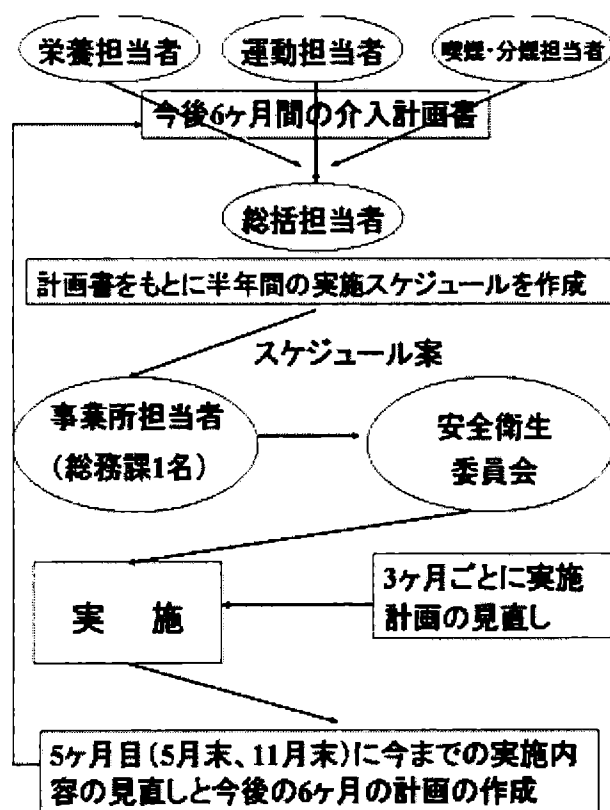 栄養担当者
運動担当者
喫煙・分煙担当者
今後6ヶ月間の介入計画書
総括担当者
計画書をもとに半年間の実施スケジュールを作成
スケジュール案
事業所担当者
(総務課1名)
安全衛生
委員会
3ヶ月ごとに実施
計画の見直し
実 施
5ヶ月目(5月末、11月末)に今までの実施内
容の見直しと今後の6ヶ月の計画の作成